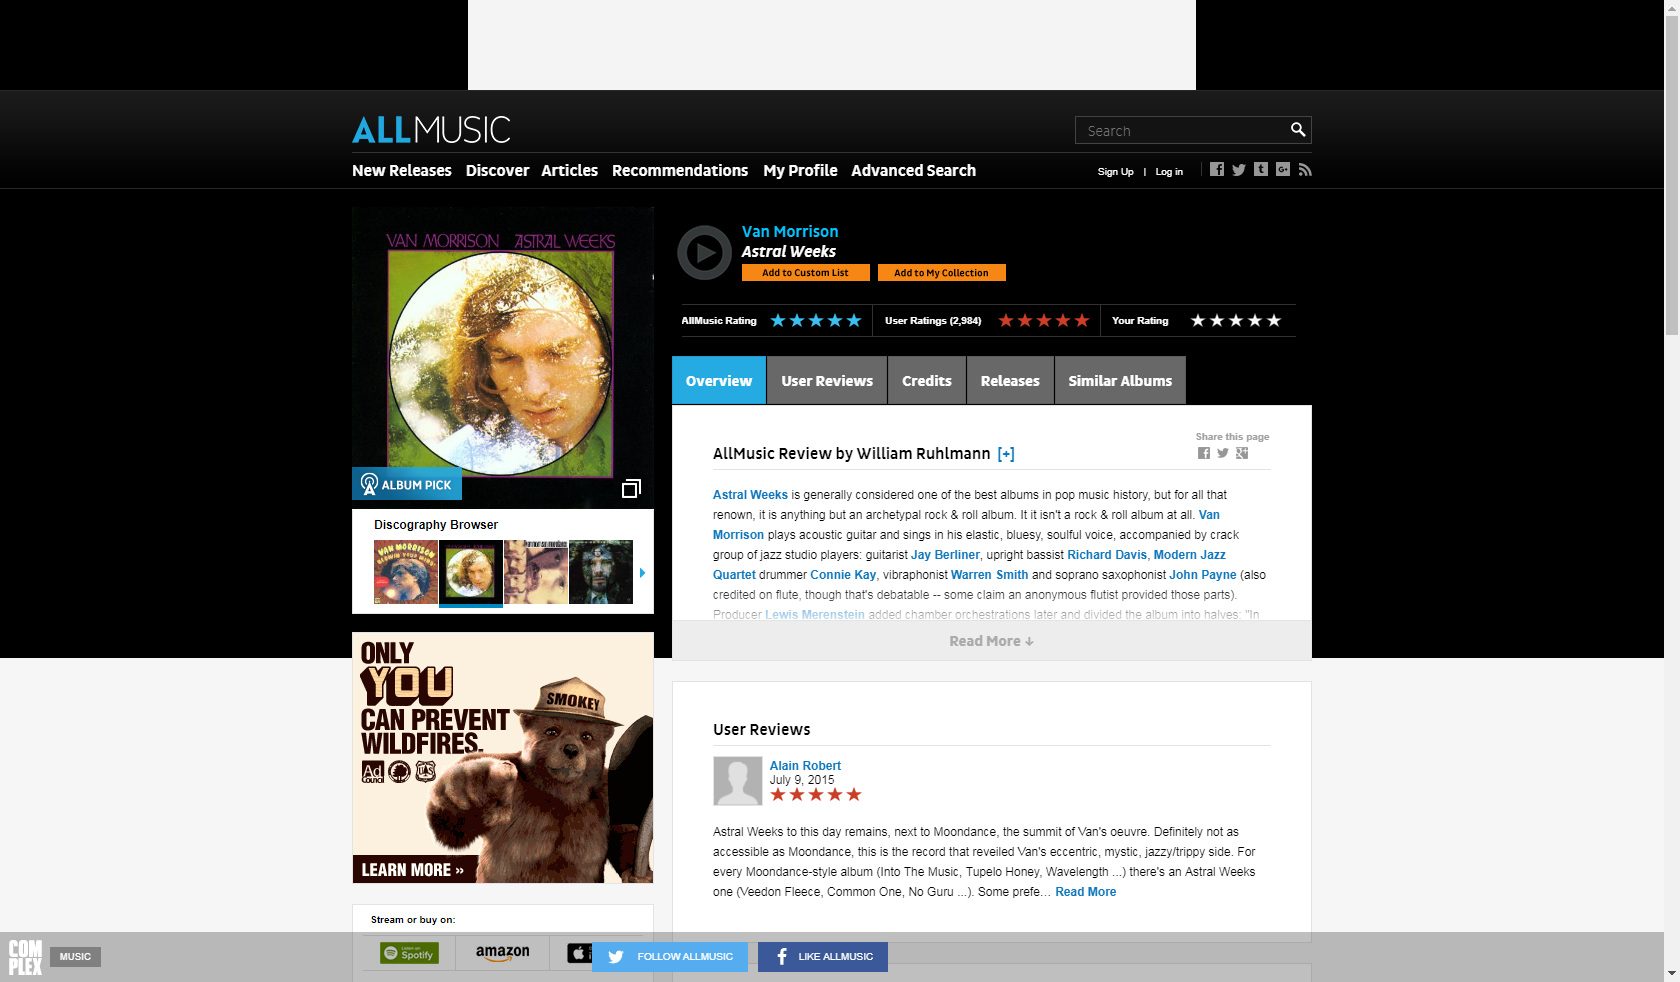 ALLMUSIC
Search
New Releases Discover Articles Recommendations My Profile Advanced Search
Sign Up | Log in
VAN MORRISON ASTRAL WEEKS
ALBUM PICK
Van Morrison
Astral Weeks
Add to Custom List Add to My Collection
AllMusic Rating User Ratings (2,984) Your Rating
Overview User Reviews Credits Releases Similar Albums
Share this page
AllMusic Review by William Ruhlmann [+]
Astral Weeks is generally considered one of the best albums in pop music history, but for all that
renown, it is anything but an archetypal rock & roll album. It it isn't a rock & roll album at all. Van
Morrison plays acoustic guitar and sings in his elastic, bluesy, soulful voice, accompanied by crack
group of jazz studio players: guitarist Jay Berliner, upright bassist Richard Davis, Modern Jazz
Quartet drummer Connie Kay, vibraphonist Warren Smith and soprano saxophonist John Payne (also
credited on flute, though that's debatable -- some claim an anonymous flutist provided those parts).
Producer Lewis Merenstein added chamber orchestrations later and divided the album into halves: "In
Read More ↓
Discography Browser
VAN MORRISON
BLOWIN' YOUR MIND!
ONLY
YOU
CAN PREVENT
WILDFIRES.
SMOKEY
Ad
Council
LEARN MORE »
User Reviews
Alain Robert
July 9, 2015
Astral Weeks to this day remains, next to Moondance, the summit of Van's oeuvre. Definitely not as
accessible as Moondance, this is the record that reveiled Van's eccentric, mystic, jazzy/trippy side. For
every Moondance-style album (Into The Music, Tupelo Honey, Wavelength ...) there's an Astral Weeks
one (Veedon Fleece, Common One, No Guru ...). Some prefe... Read More
Stream or buy on:
Listen on
Spotify
amazon
COM
PLEX
MUSIC
FOLLOW ALLMUSIC
LIKE ALLMUSIC